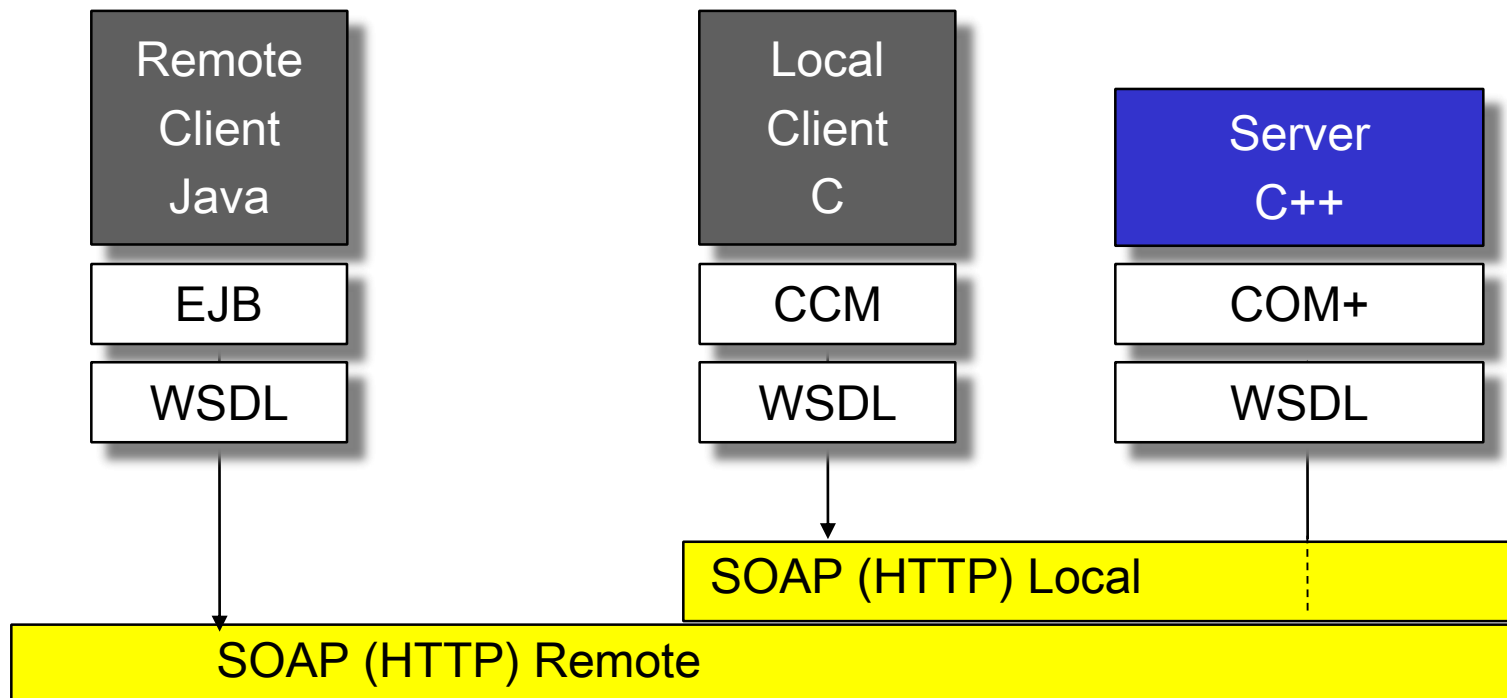 Remote
Client
Java
EJB
WSDL
Local
Client
C
CCM
WSDL
Server
C++
COM+
WSDL
SOAP (HTTP) Local
SOAP (HTTP) Remote